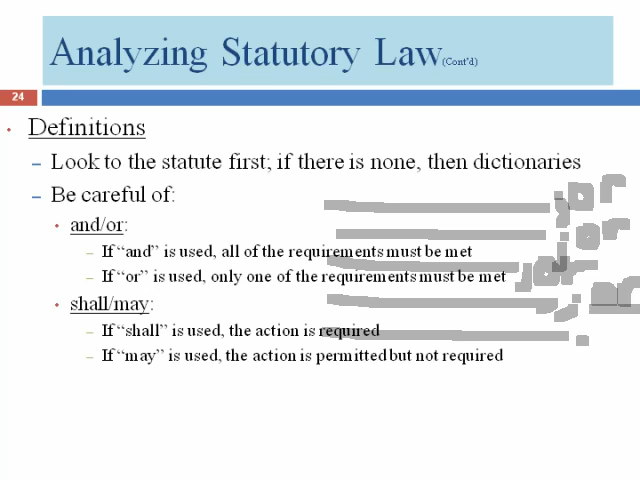 Analyzing Statutory Law(Cont'd)
24
• Definitions
– Look to the statute first; if there is none, then dictionaries
– Be careful of:
• and/or:
– If “and” is used, all of the requirements must be met
– If “or” is used, only one of the requirements must be met
• shall/may:
– If “shall” is used, the action is required
– If “may” is used, the action is permitted but not required